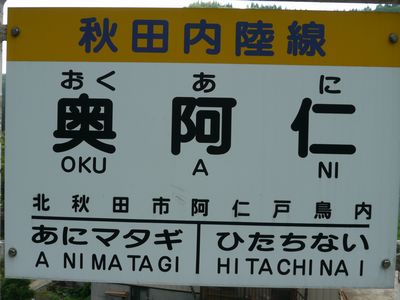 秋田内陸線
おく あ に
奥阿仁
OKU A NI
北秋田市阿仁戸鳥内
あにマタギ ひたちない
ANIMATAGI HITACHINAI